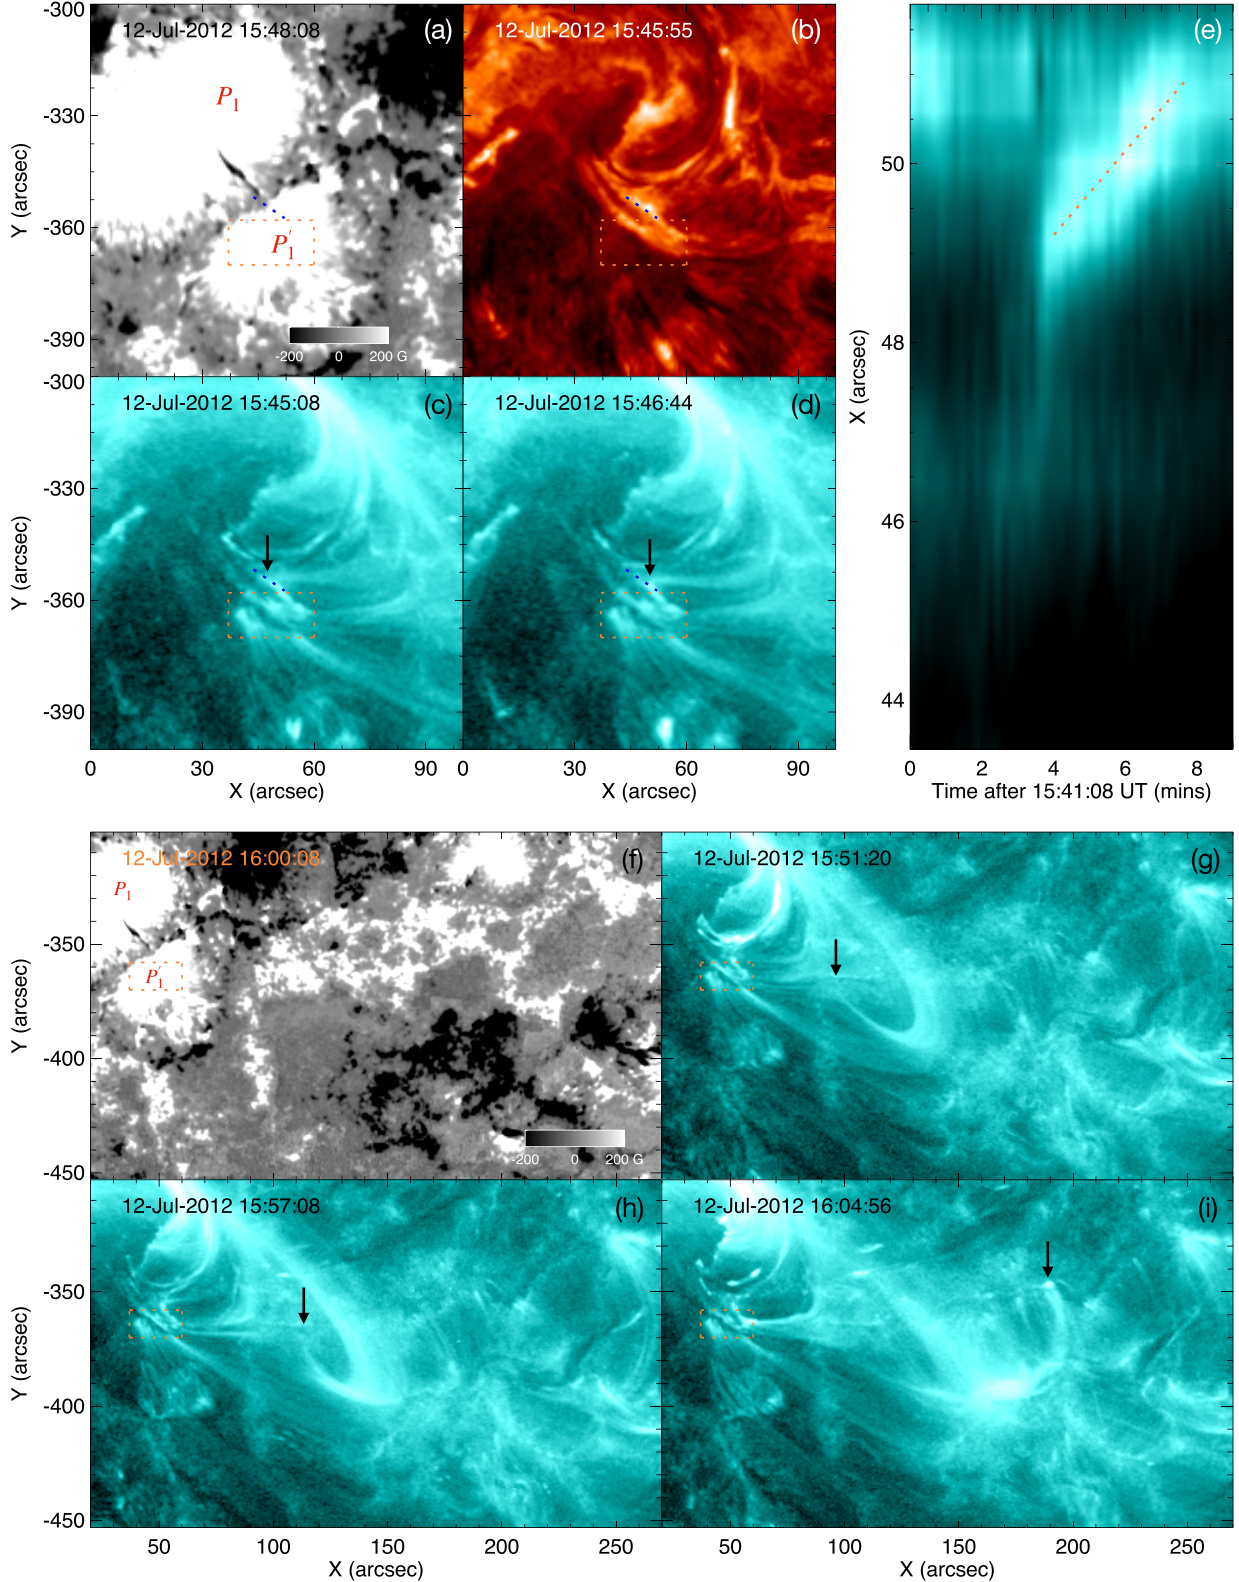 -300
-330
-360
-390
Y (arcsec)
12-Jul-2012 15:48:08
(a)
P1
P1′
-200 0 200 G
12-Jul-2012 15:45:55
(b)
-300
-330
-360
-390
Y (arcsec)
12-Jul-2012 15:45:08
(c)
0 30 60 90
X (arcsec)
12-Jul-2012 15:46:44
(d)
0 30 60 90
X (arcsec)
(e)
50
48
46
44
X (arcsec)
0 2 4 6 8
Time after 15:41:08 UT (mins)
-350
-400
-450
Y (arcsec)
12-Jul-2012 16:00:08
(f)
P1
P1′
-200 0 200 G
12-Jul-2012 15:51:20
(g)
-350
-400
-450
Y (arcsec)
12-Jul-2012 15:57:08
(h)
50 100 150 200 250
X (arcsec)
12-Jul-2012 16:04:56
(i)
50 100 150 200 250
X (arcsec)